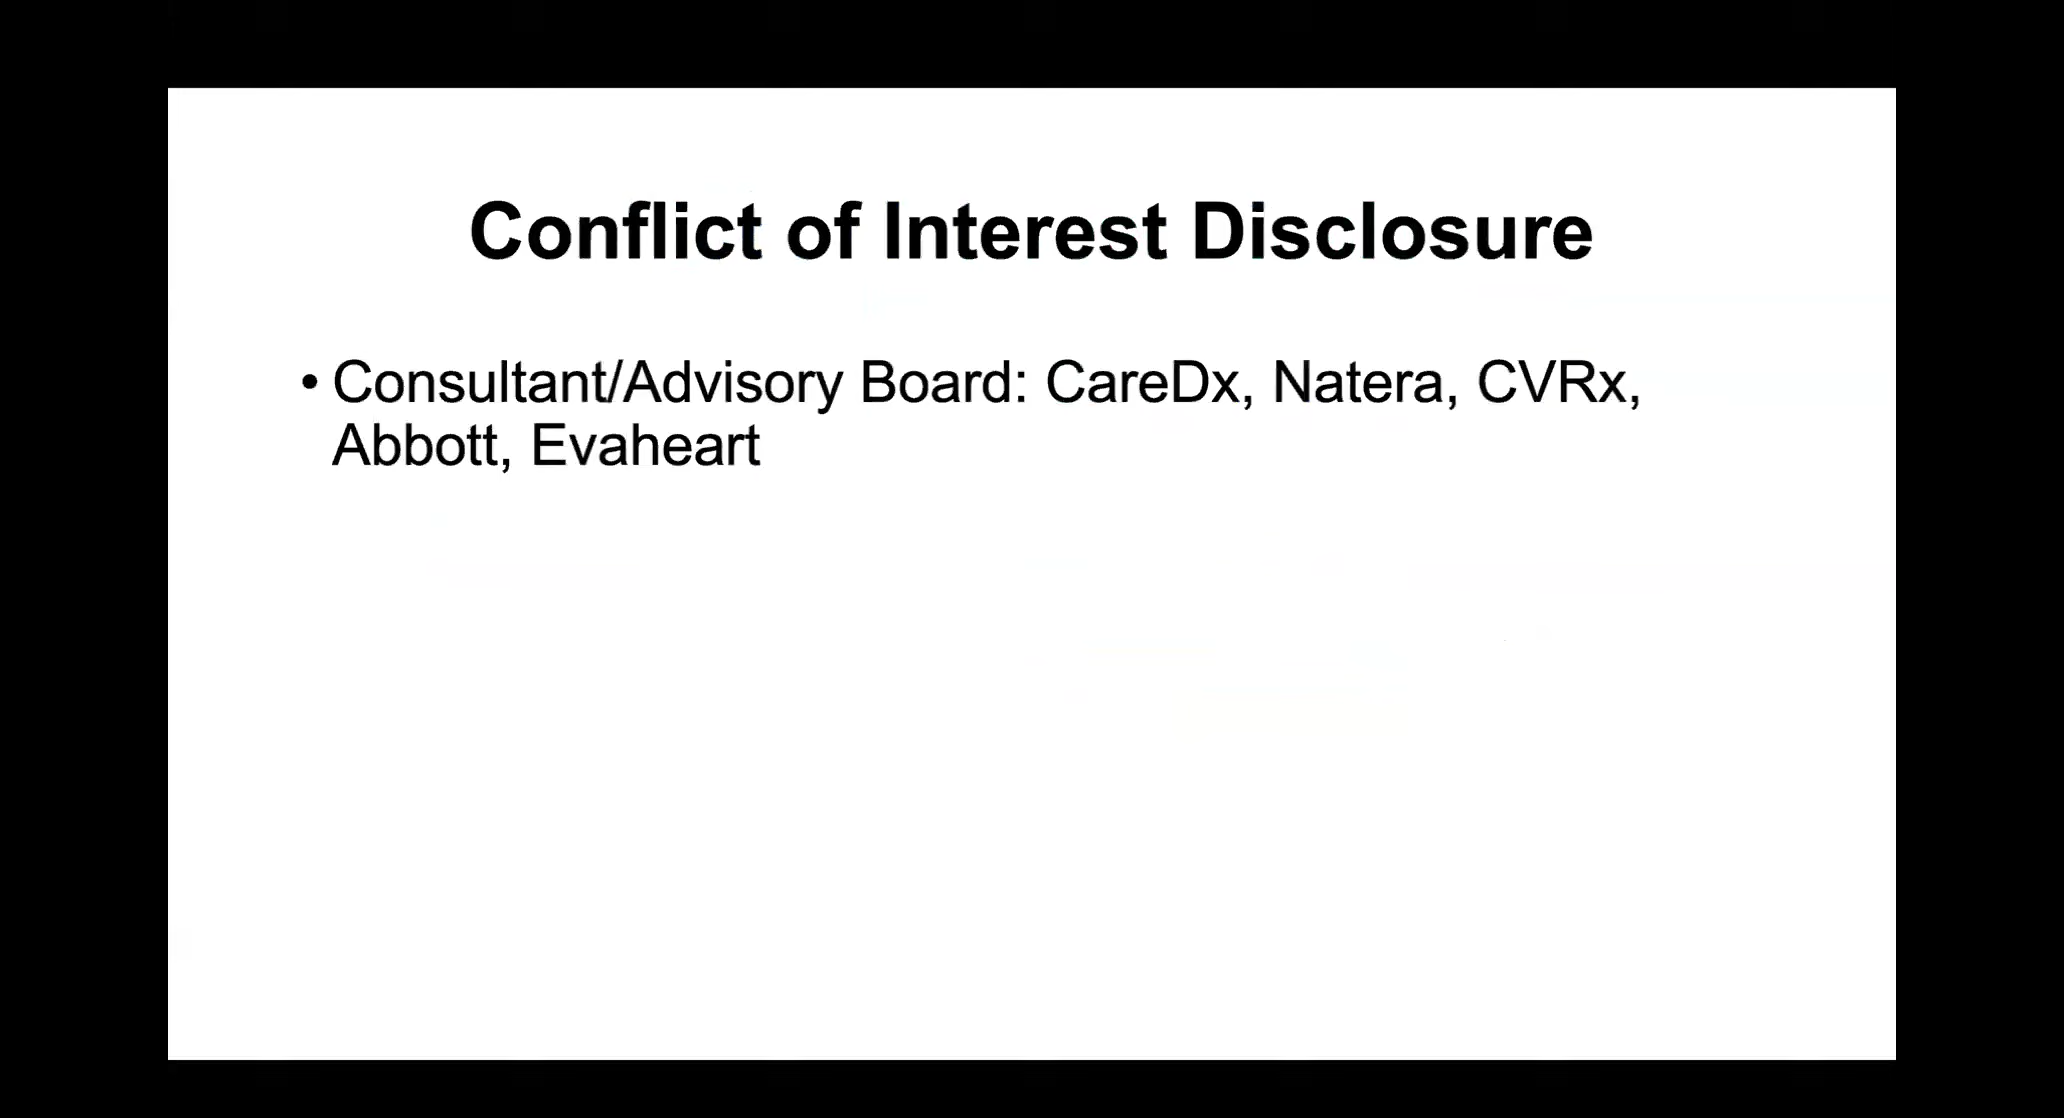 Conflict of Interest Disclosure
• Consultant/Advisory Board: CareDx, Natera, CVRx,
Abbott, Evaheart